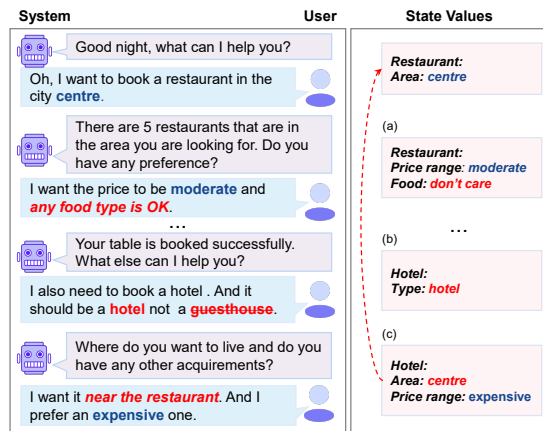 System
User
State Values
Good night, what can I help you?
Oh, I want to book a restaurant in the
city centre.
There are 5 restaurants that are in
the area you are looking for. Do you
have any preference?
I want the price to be moderate and
any food type is OK.
...
Your table is booked successfully.
What else can I help you?
I also need to book a hotel . And it
should be a hotel not a guesthouse.
Where do you want to live and do you
have any other acquirements?
I want it near the restaurant. And I
prefer an expensive one.
Restaurant:
Area: centre
(a)
Restaurant:
Price range: moderate
Food: don't care
...
(b)
Hotel:
Type: hotel
(c)
Hotel:
Area: centre
Price range: expensive